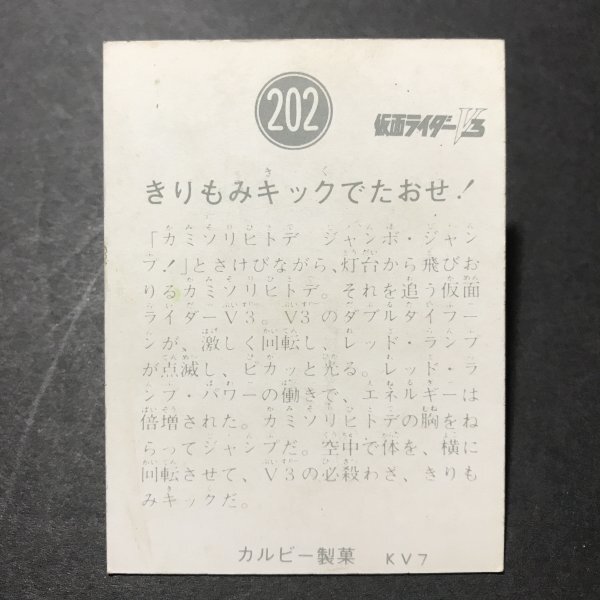 202
仮面ライダーV3
きりもみキックでたおせ!
「カミソリヒトデ ジャンボ・ジャン
プ!」とさけびながら、灯台から飛びお
りるカミソリヒトデ。それを追う仮面
ライダーV3。V3のダブルタイフー
ンが、激しく回転し、レッド・ランプ
が点滅し、ピカッと光る。レッド・ラ
ンプ・パワーの働きで、エネルギーは
倍増された。カミソリヒトデの胸をね
らってジャンプだ。空中で体を、横に
回転させて、V3の必殺わざ、きりも
みキックだ。
カルビー製菓 KV7